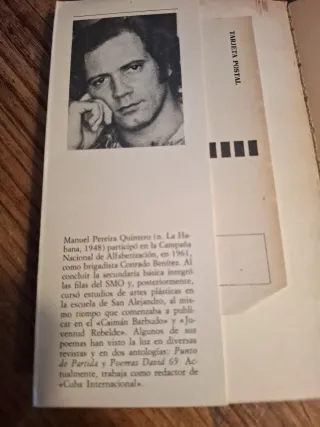 TARJETA POSTAL
Manuel Pereira Quintero (n. La Ha-
bana, 1948) participó en la Campaña
Nacional de Alfabetización, en 1961,
como brigadista Conrado Benítez. Al
concluir la secundaria básica integró
las filas del SMO y, posteriormente,
cursó estudios de artes plásticas en
la escuela de San Alejandro, al mis-
mo tiempo que comenzaba a publi-
car en el «Caimán Barbudo» y «Ju-
ventud Rebelde». Algunos de sus
poemas han visto la luz en diversas
revistas y en dos antologías: Punto
de Partida y Poemas David 69 Ac-
tualmente, trabaja como redactor de
«Cuba Internacional».